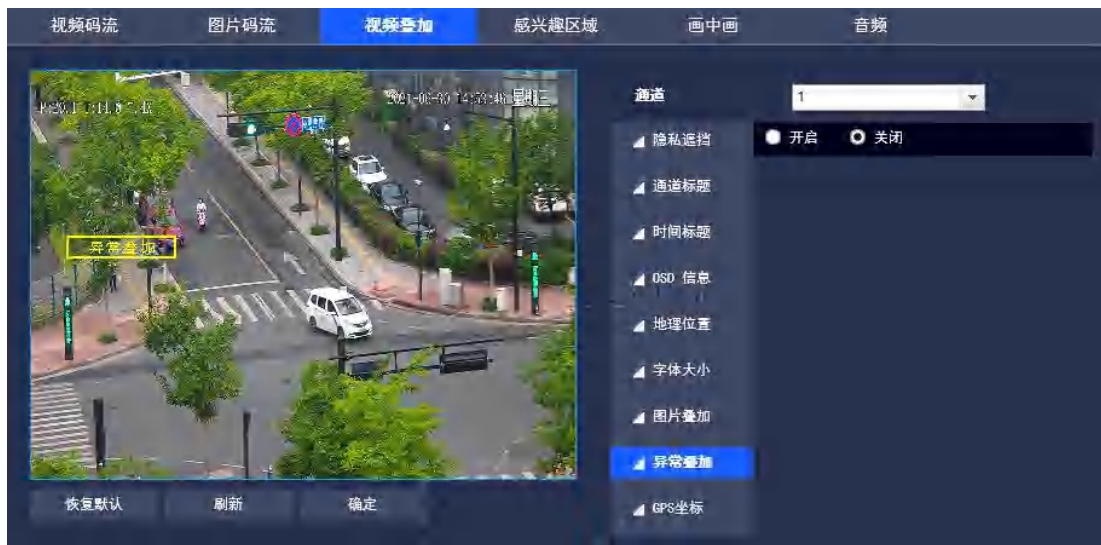 视频码流 图片码流 视频叠加 感兴趣区域 画中画 音频
星期三
通道 1
隐私遮挡 开启 关闭
通道标题
时间标题
异常叠加
OSD 信息
地理位置
字体大小
图片叠加
异常叠加
GPS坐标
恢复默认 刷新 确定